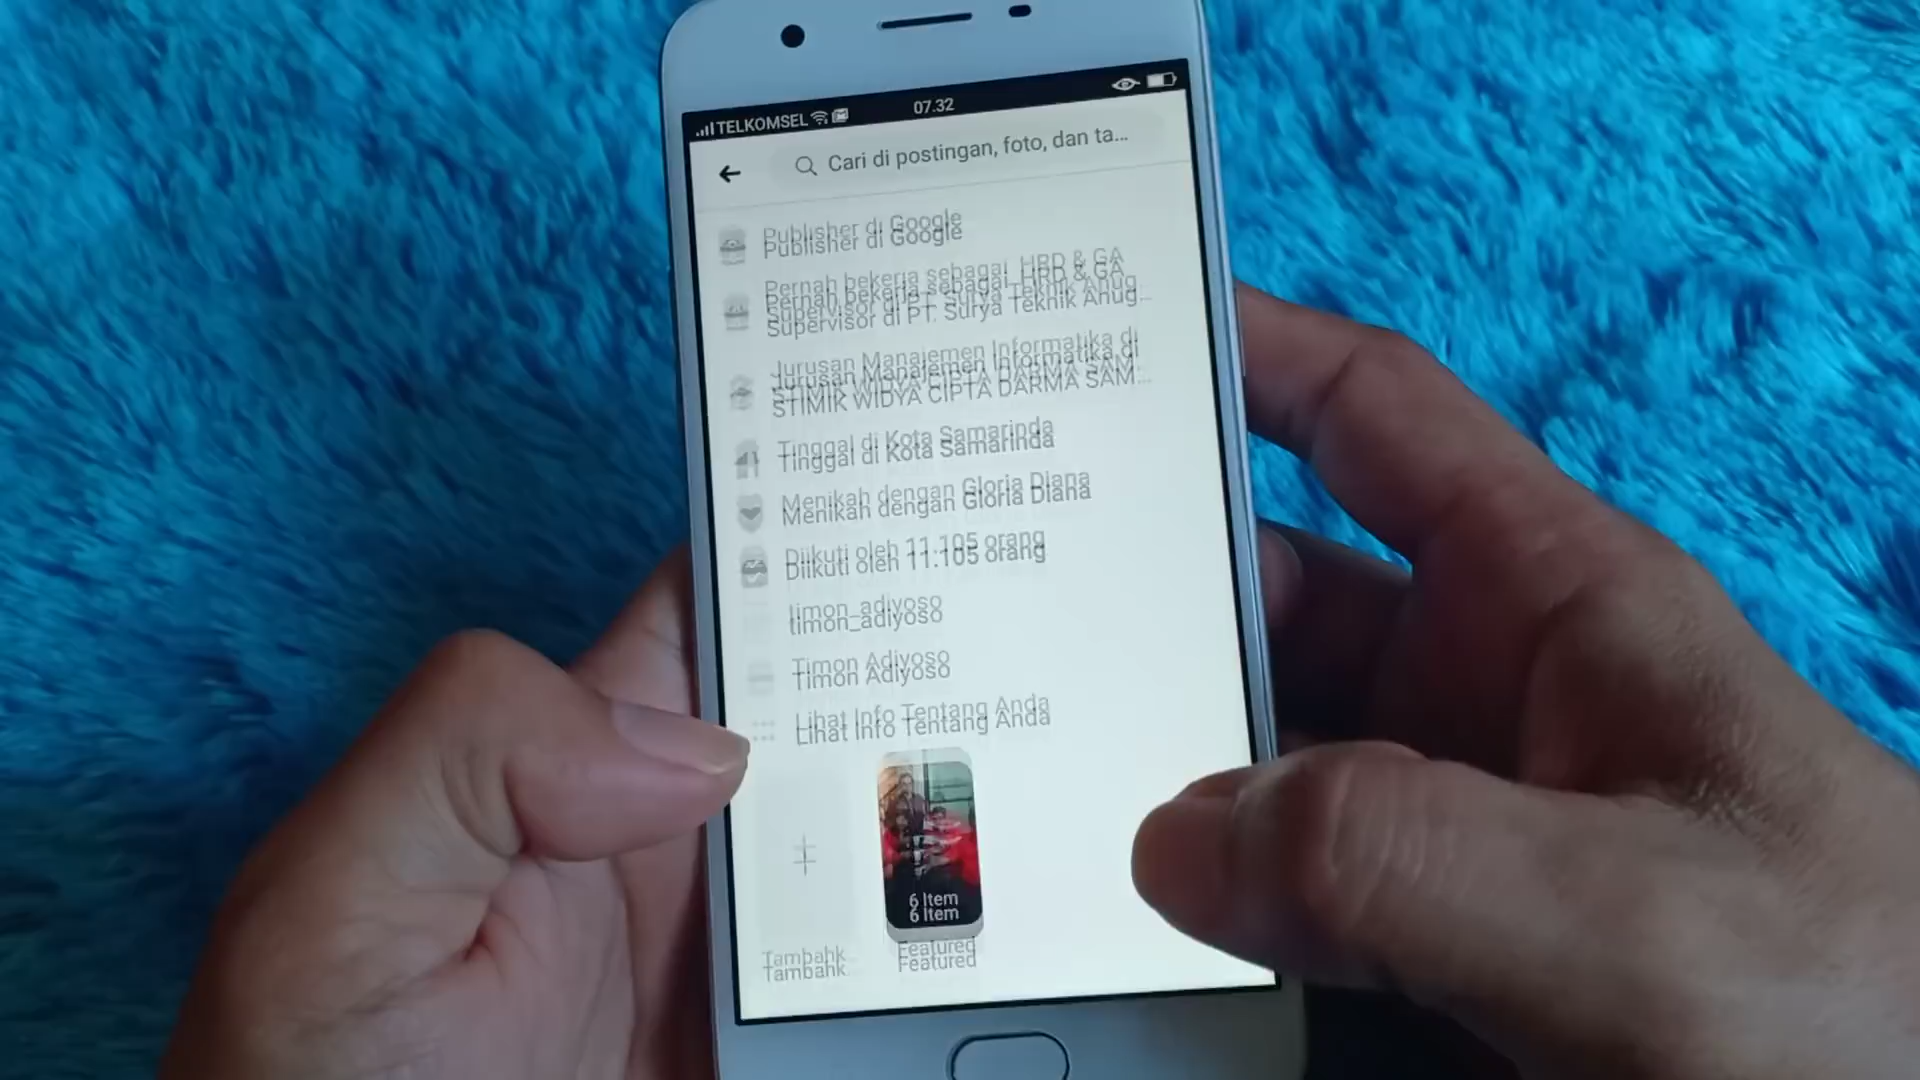 TELKOMSEL
07.32
Cari di postingan, foto, dan ta...
Publisher di Google
Pernah bekerja sebagai HRD & GA
Supervisor di PT. Surya Teknik Anug...
Jurusan Manajemen Informatika di
STIMIK WIDYA CIPTA DARMA SAM...
Tinggal di Kota Samarinda
Menikah dengan Gloria Diana
Diikuti oleh 11.105 orang
timon_adiyoso
Timon Adiyoso
Lihat Info Tentang Anda
6 Item
Tambahk...
Featured